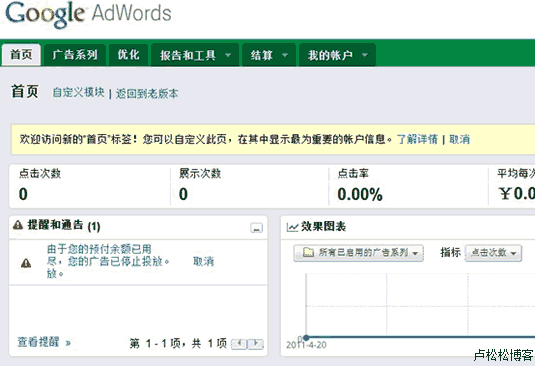 Google AdWords
首页 广告系列 优化 报告和工具 结算 我的帐户
首页 自定义模块 | 返回到老版本
欢迎访问新的“首页”标签！您可以自定义此页，在其中显示最为重要的帐户信息。 了解详情 | 取消
点击次数 展示次数 点击率 平均每次
0 0 0.00% ¥0.0
提醒和通告 (1) 效果图表
由于您的预付余额已用
尽，您的广告已停止投放。 取消
放。
所有已启用的广告系列 指标 点击次数
查看提醒 » 第 1 - 1 项，共 1 项
2011-4-20
卢松松博客